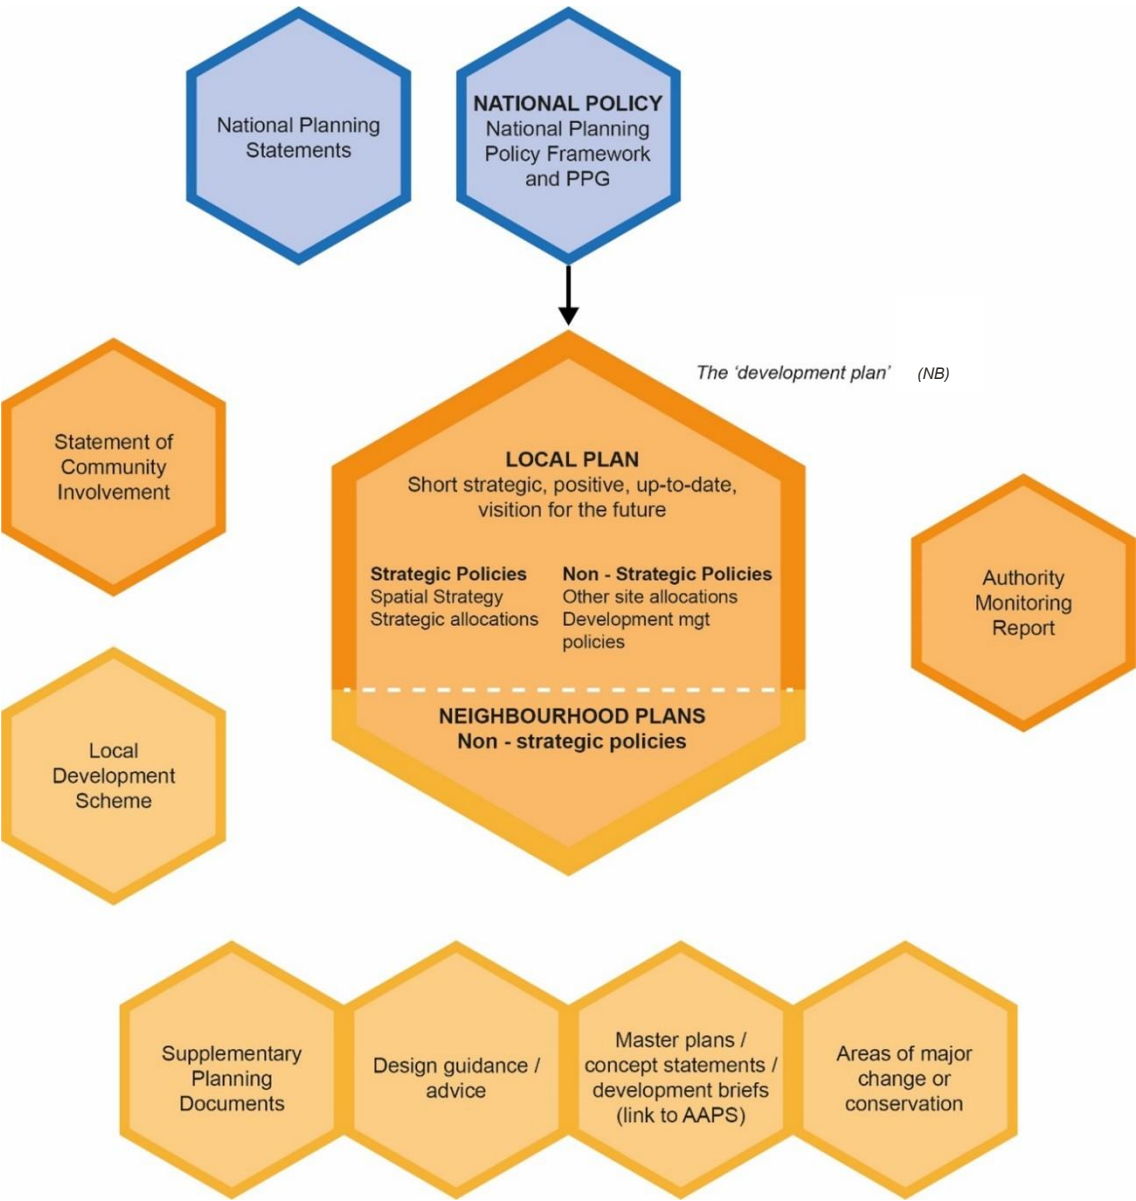 National Planning
Statements
NATIONAL POLICY
National Planning
Policy Framework
and PPG
The ‘development plan’ (NB)
Statement of
Community
Involvement
LOCAL PLAN
Short strategic, positive, up-to-date,
visition for the future
Strategic Policies
Spatial Strategy
Strategic allocations
Non - Strategic Policies
Other site allocations
Development mgt
policies
Authority
Monitoring
Report
NEIGHBOURHOOD PLANS
Non - strategic policies
Local
Development
Scheme
Supplementary
Planning
Documents
Design guidance /
advice
Master plans /
concept statements /
development briefs
(link to AAPS)
Areas of major
change or
conservation